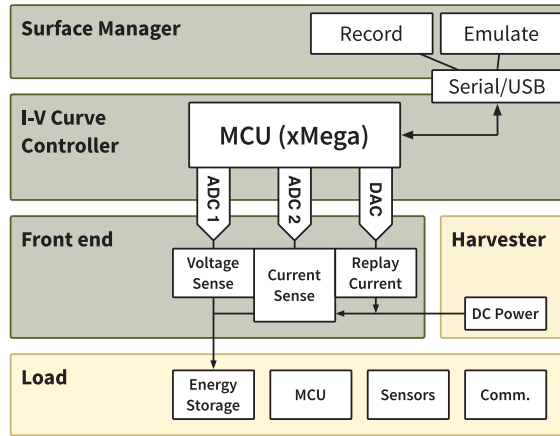 Surface Manager
Record
Emulate
Serial/USB
I-V Curve
Controller
MCU (xMega)
ADC 1
ADC 2
DAC
Front end
Voltage
Sense
Current
Sense
Replay
Current
Harvester
DC Power
Load
Energy
Storage
MCU
Sensors
Comm.